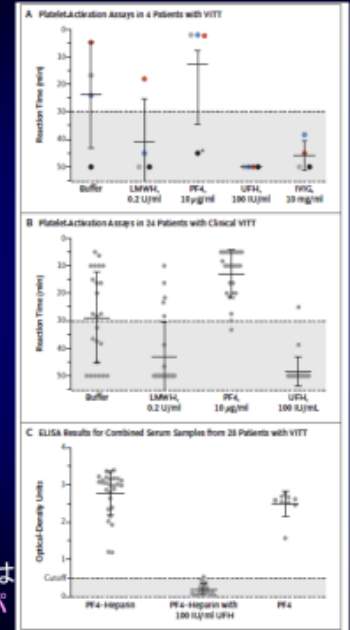 A Platelet-Activation Assays in 4 Patients with VITT
Reaction Time (min)
0
10
20
30
40
50
Buffer
LMWH,
0.2 U/ml
PF4,
10 μg/ml
UFH,
100 IU/ml
IVIG,
10 mg/ml
B Platelet-Activation Assays in 24 Patients with Clinical VITT
Reaction Time (min)
0
10
20
30
40
50
Buffer
LMWH,
0.2 U/ml
PF4,
10 μg/ml
UFH,
100 IU/mL
C ELISA Results for Combined Serum Samples from 28 Patients with VITT
Optical-Density Units
4
3
2
1
Cutoff
0
PF4–Heparin
PF4–Heparin with
100 IU/ml UFH
PF4
は